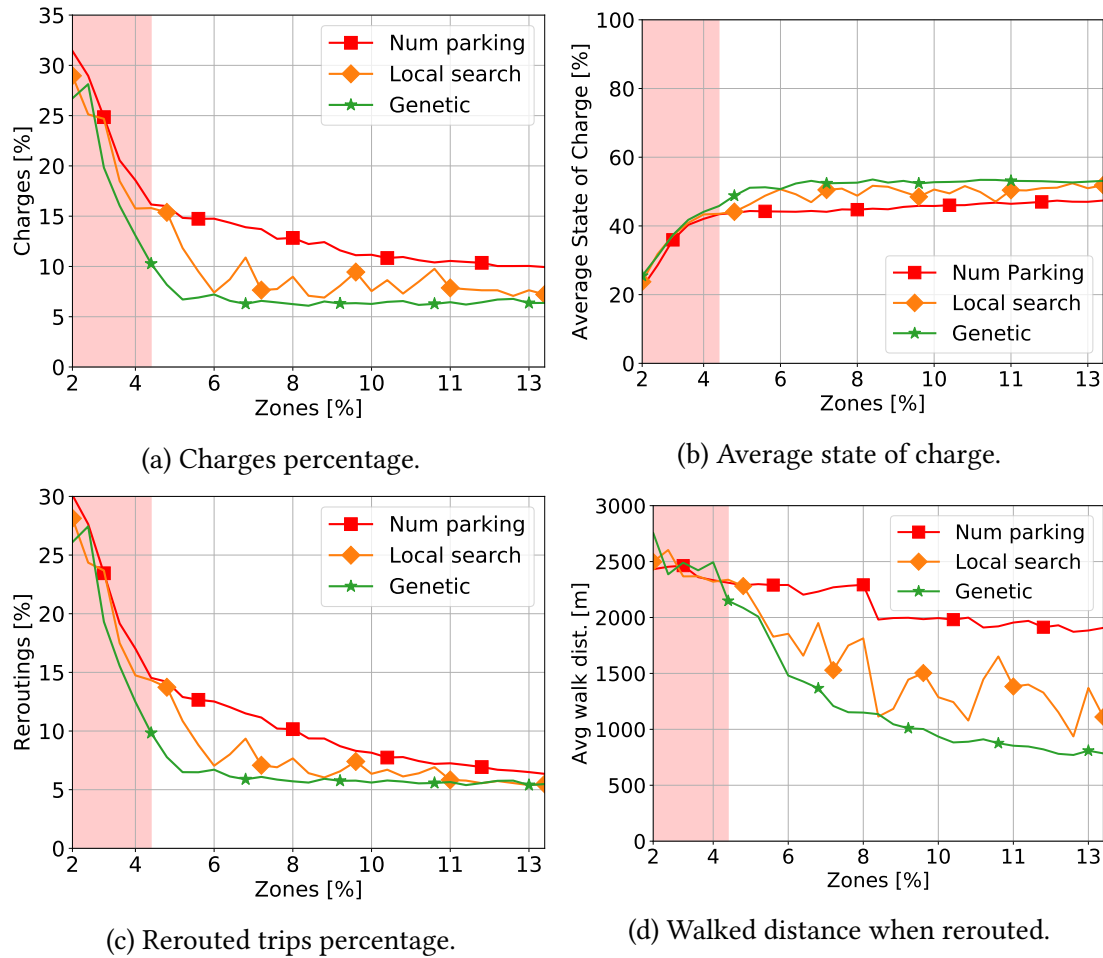 35
30
25
20
15
10
5
0
Charges [%]
Num parking
Local search
Genetic
2 4 6 8 10 11 13
Zones [%]
(a) Charges percentage.
100
80
60
40
20
0
Average State of Charge [%]
Num Parking
Local search
Genetic
2 4 6 8 10 11 13
Zones [%]
(b) Average state of charge.
30
25
20
15
10
5
0
Reroutings [%]
Num parking
Local search
Genetic
2 4 6 8 10 11 13
Zones [%]
(c) Rerouted trips percentage.
3000
2500
2000
1500
1000
500
0
Avg walk dist. [m]
Num parking
Local search
Genetic
2 4 6 8 10 11 13
Zones [%]
(d) Walked distance when rerouted.